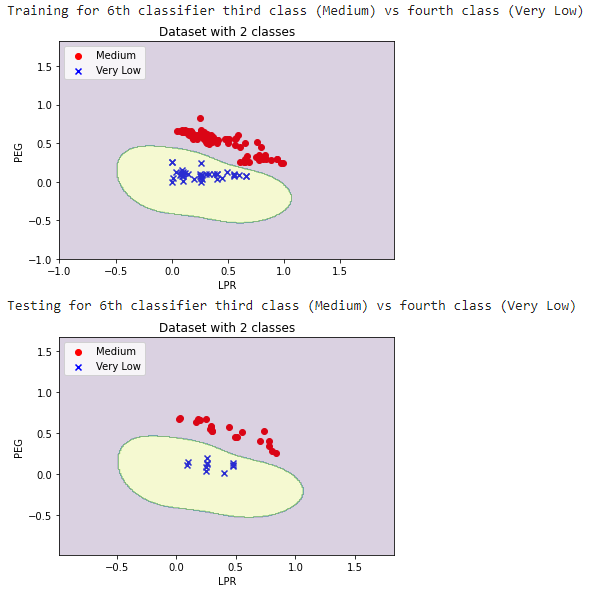 Training for 6th classifier third class (Medium) vs fourth class (Very Low)
Dataset with 2 classes
Medium
Very Low
1.5
1.0
0.5
0.0
−0.5
−1.0
PEG
−1.0 −0.5 0.0 0.5 1.0 1.5
LPR
Testing for 6th classifier third class (Medium) vs fourth class (Very Low)
Dataset with 2 classes
Medium
Very Low
1.5
1.0
0.5
0.0
−0.5
PEG
−0.5 0.0 0.5 1.0 1.5
LPR